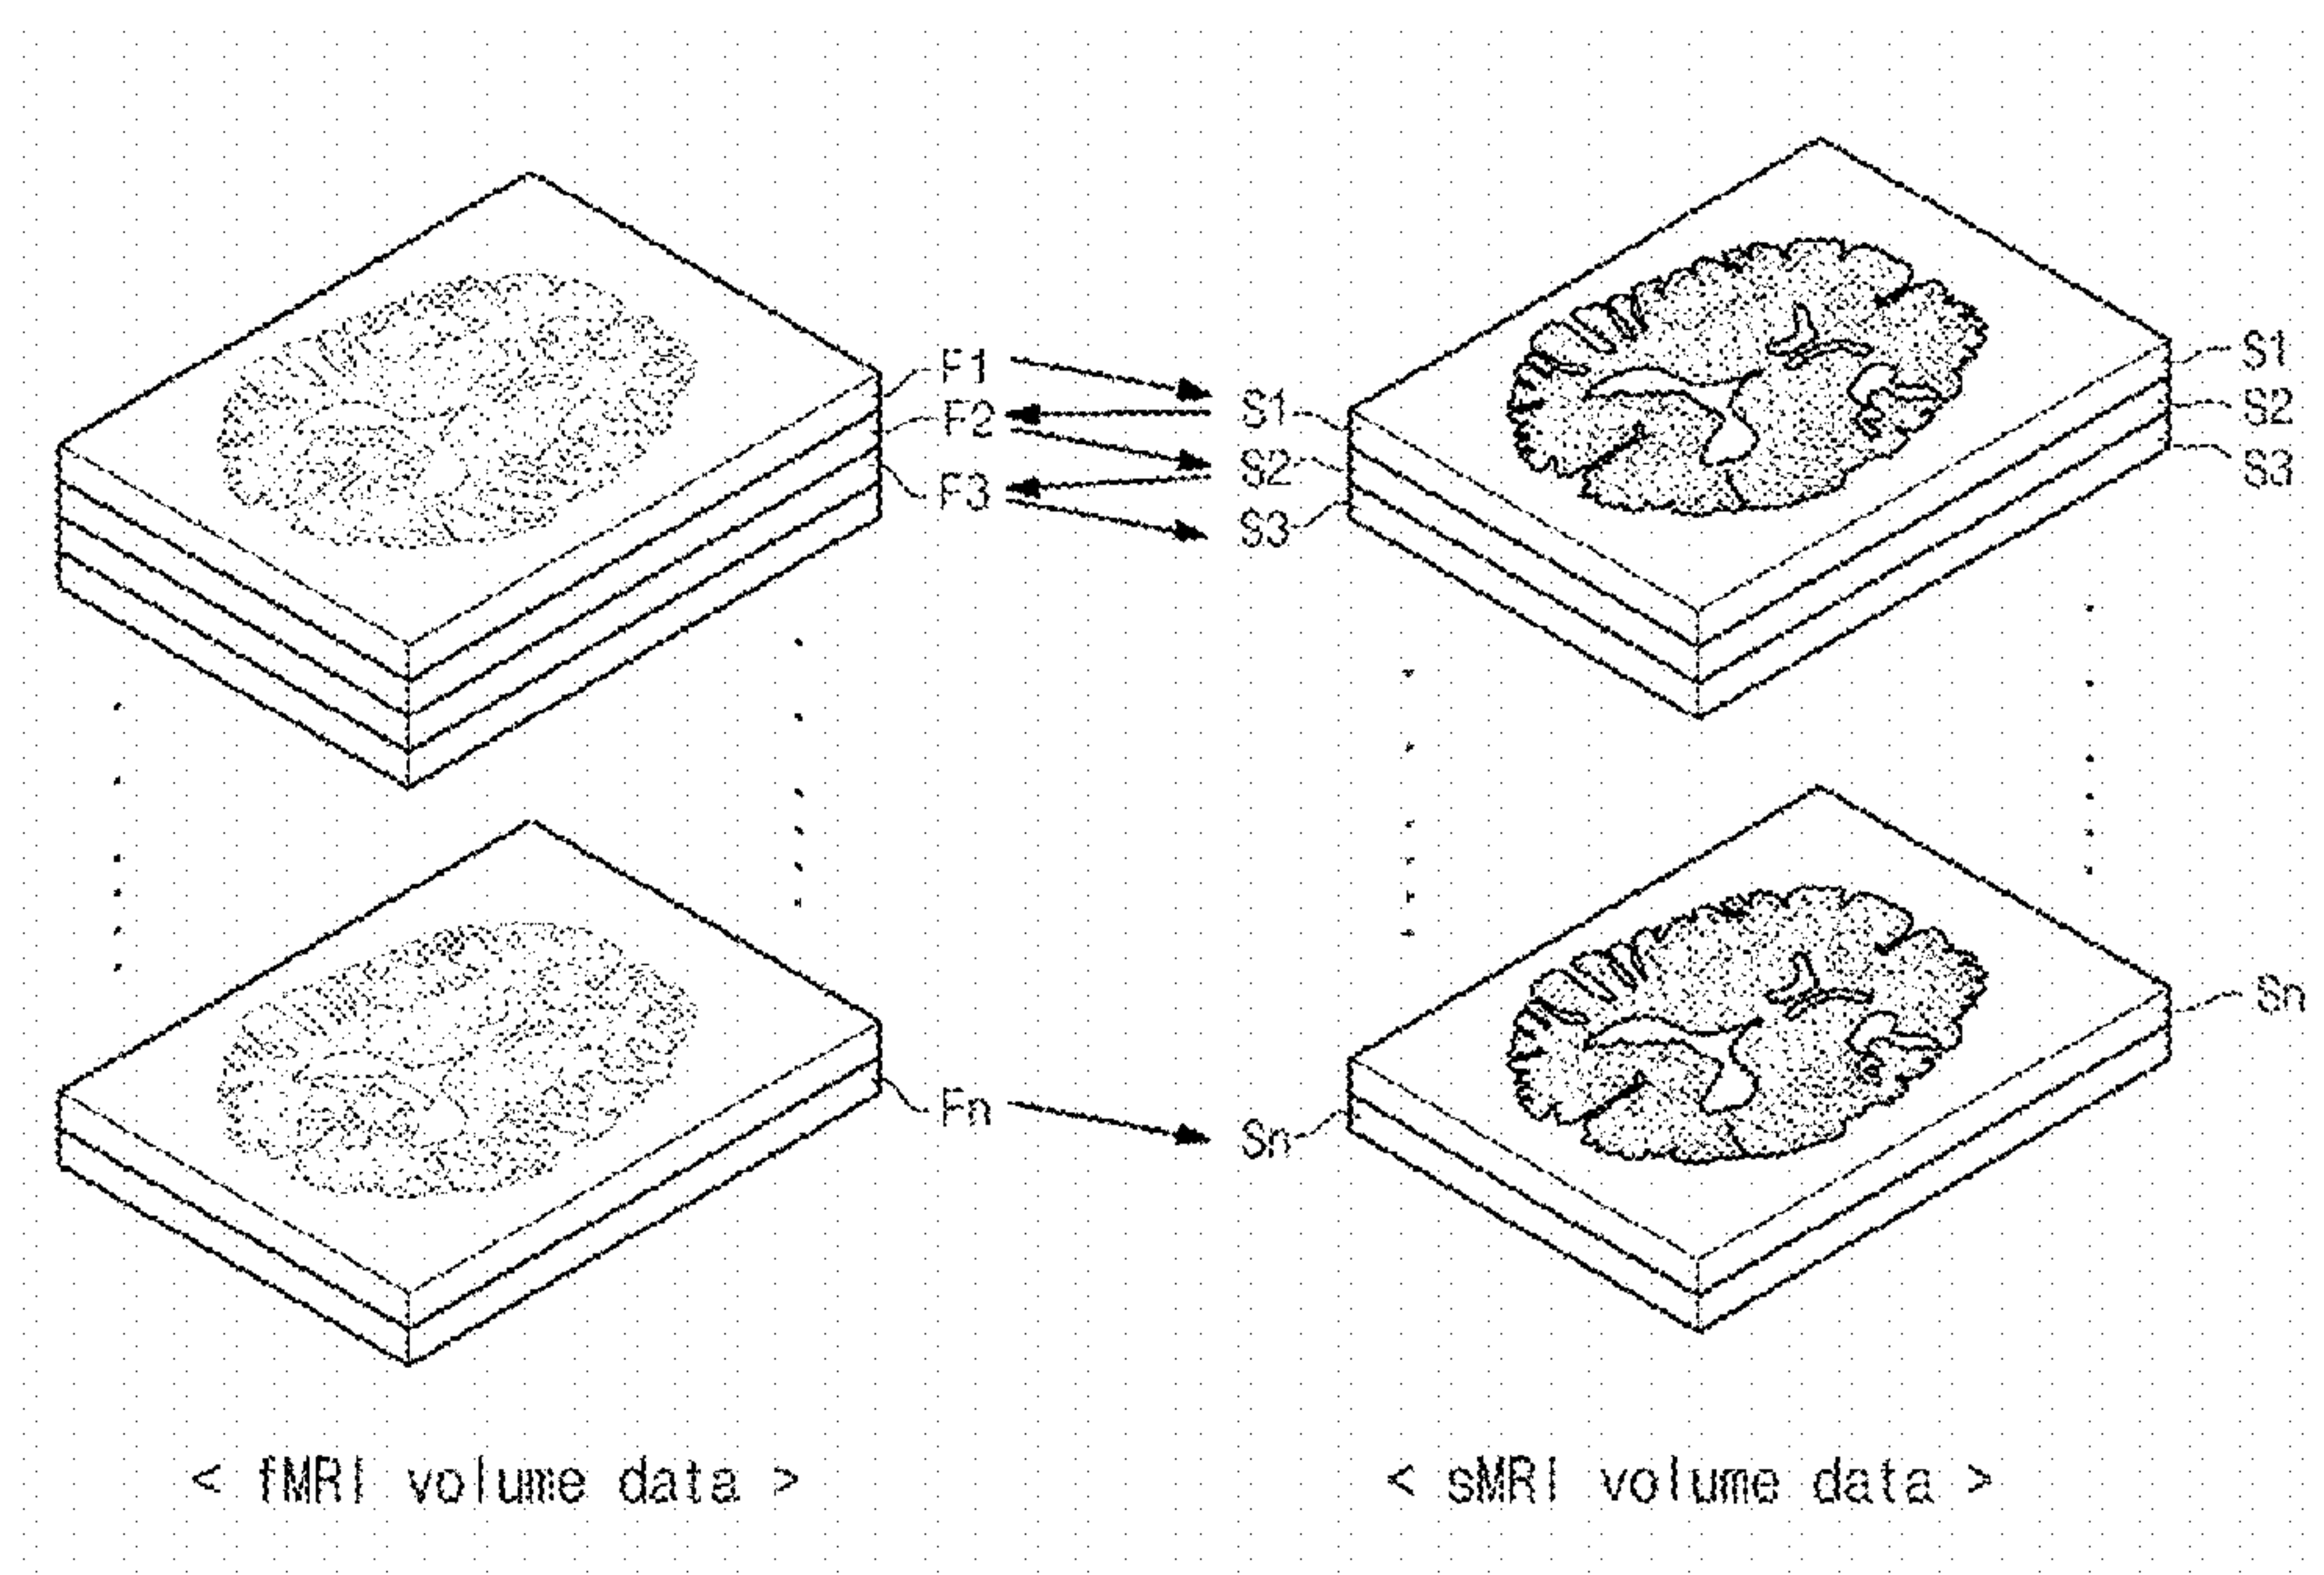 F1
F2
F3
S1
S2
S3
S1
S2
S3
Fn
Sn
Sn
< fMRI volume data >
< sMRI volume data >